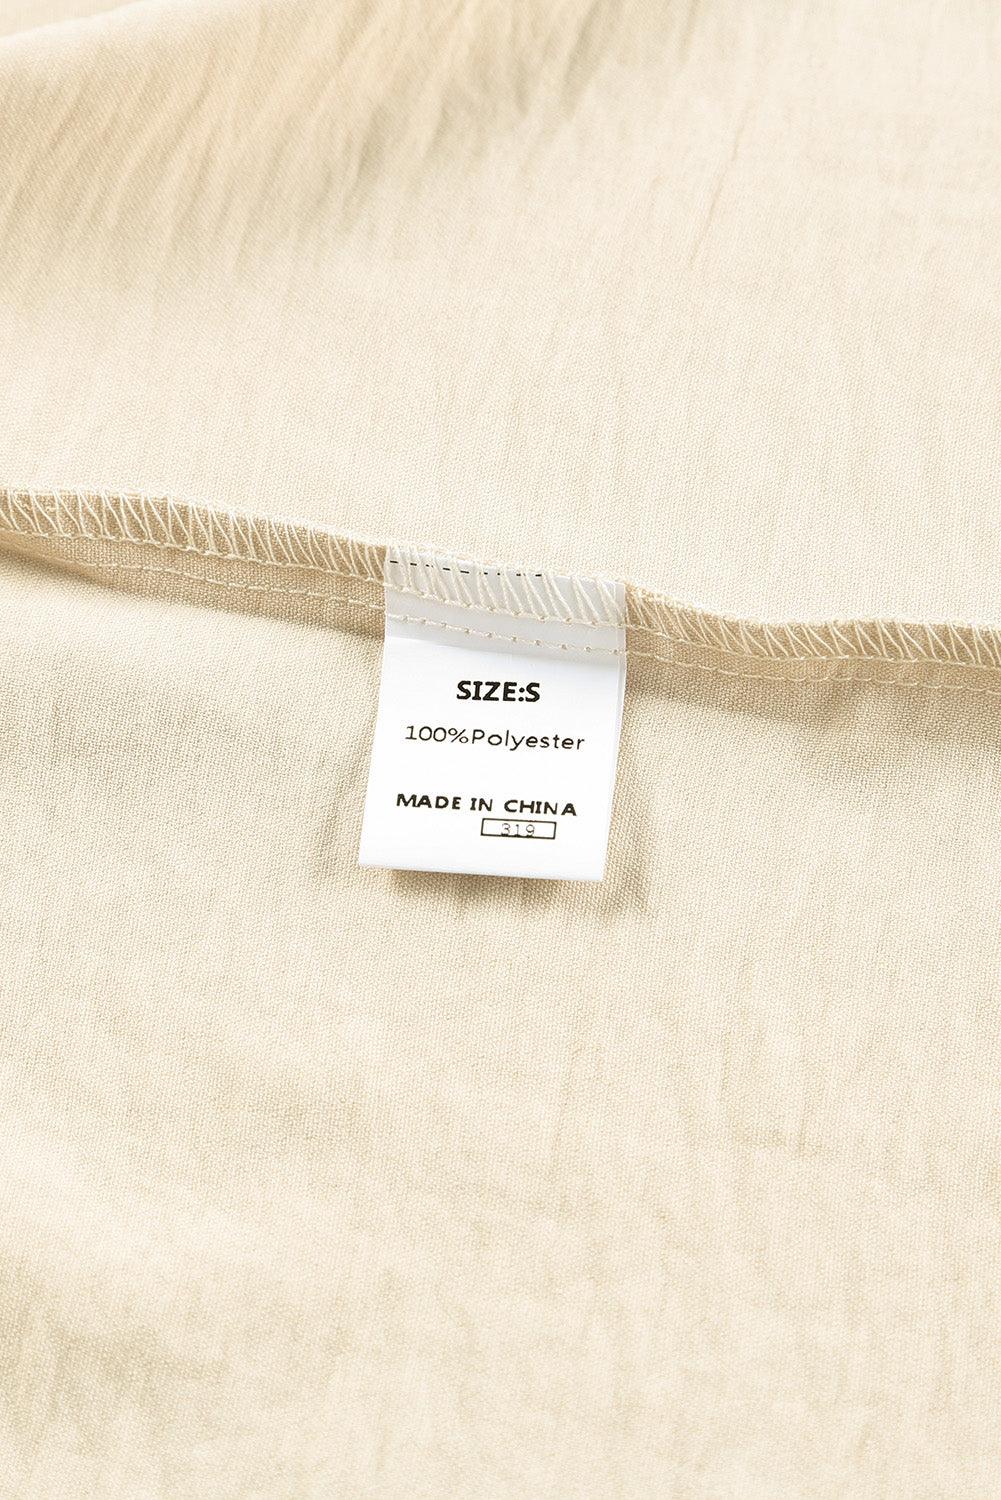 SIZE:S
100%Polyester
MADE IN CHINA
319